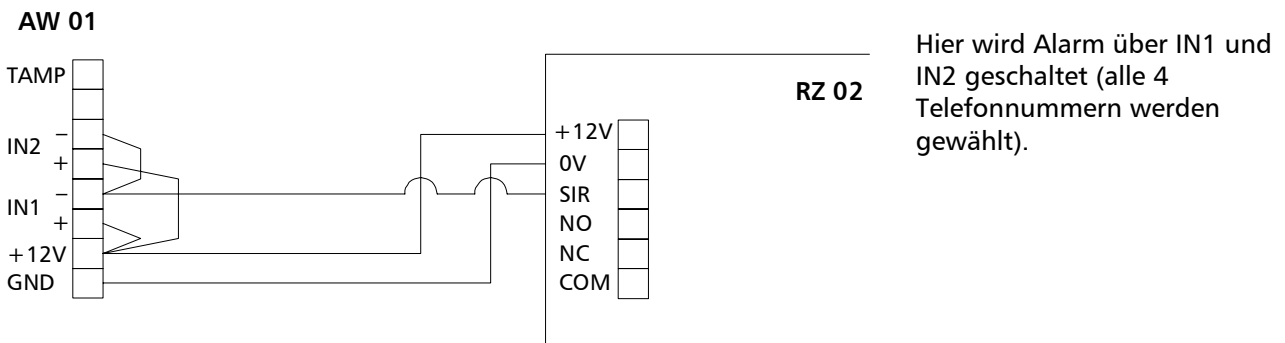 AW 01
TAMP
IN2
−
+
IN1
−
+
+12V
GND
RZ 02
+12V
0V
SIR
NO
NC
COM
Hier wird Alarm über IN1 und
IN2 geschaltet (alle 4
Telefonnummern werden
gewählt).